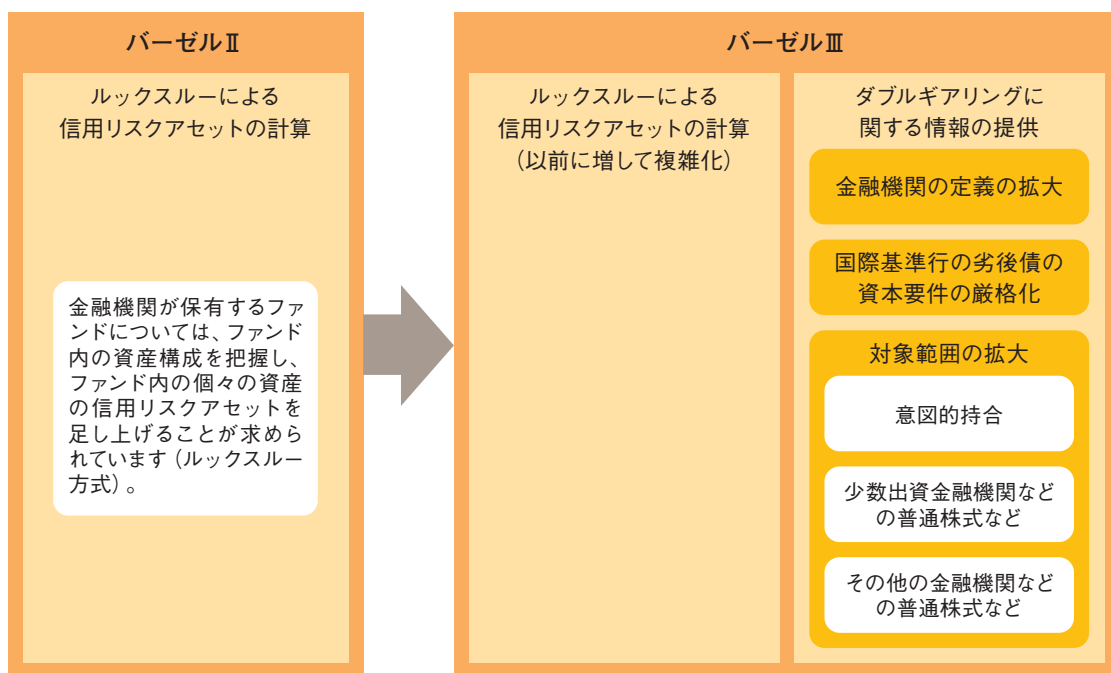 バーゼルⅡ
ルックスルーによる
信用リスクアセットの計算
金融機関が保有するファ
ンドについては、ファンド
内の資産構成を把握し、
ファンド内の個々の資産
の信用リスクアセットを
足し上げることが求めら
れています（ルックスルー
方式）。
バーゼルⅢ
ルックスルーによる
信用リスクアセットの計算
（以前に増して複雑化）
ダブルギアリングに
関する情報の提供
金融機関の定義の拡大
国際基準行の劣後債の
資本要件の厳格化
対象範囲の拡大
意図的持合
少数出資金融機関など
の普通株式など
その他の金融機関など
の普通株式など